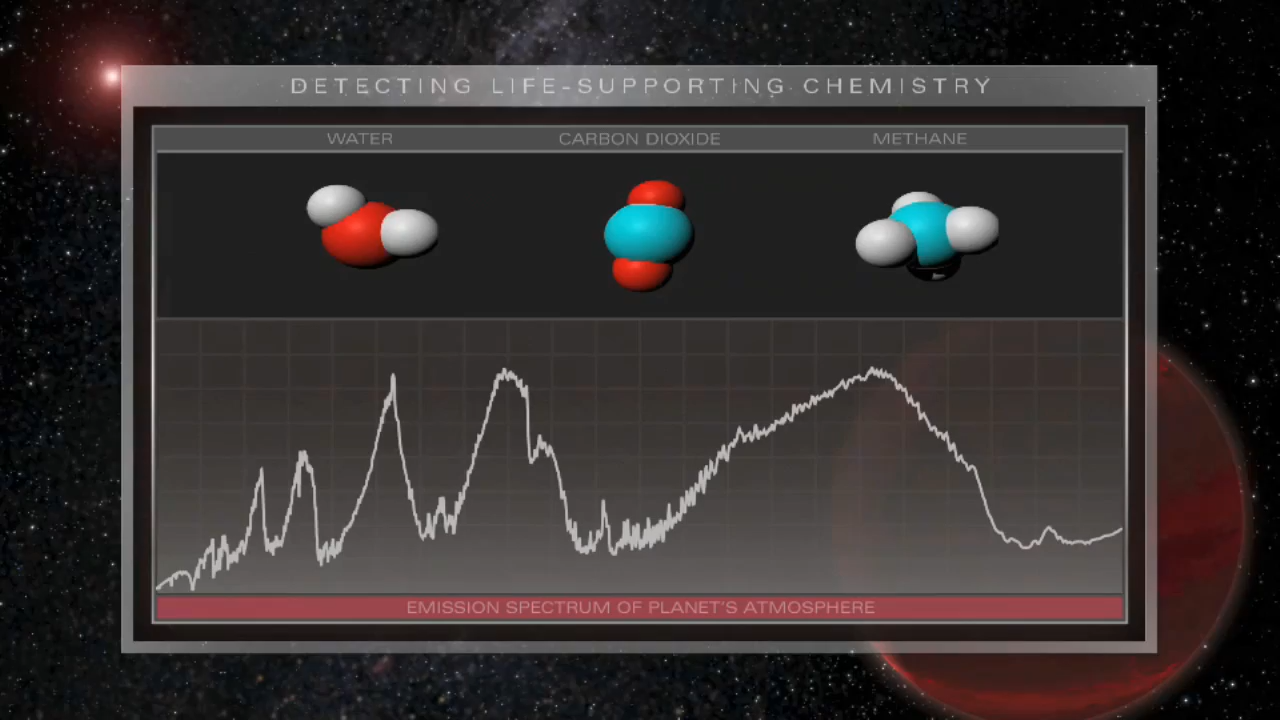 DETECTING LIFE-SUPPORTING CHEMISTRY
WATER CARBON DIOXIDE METHANE
EMISSION SPECTRUM OF PLANET'S ATMOSPHERE